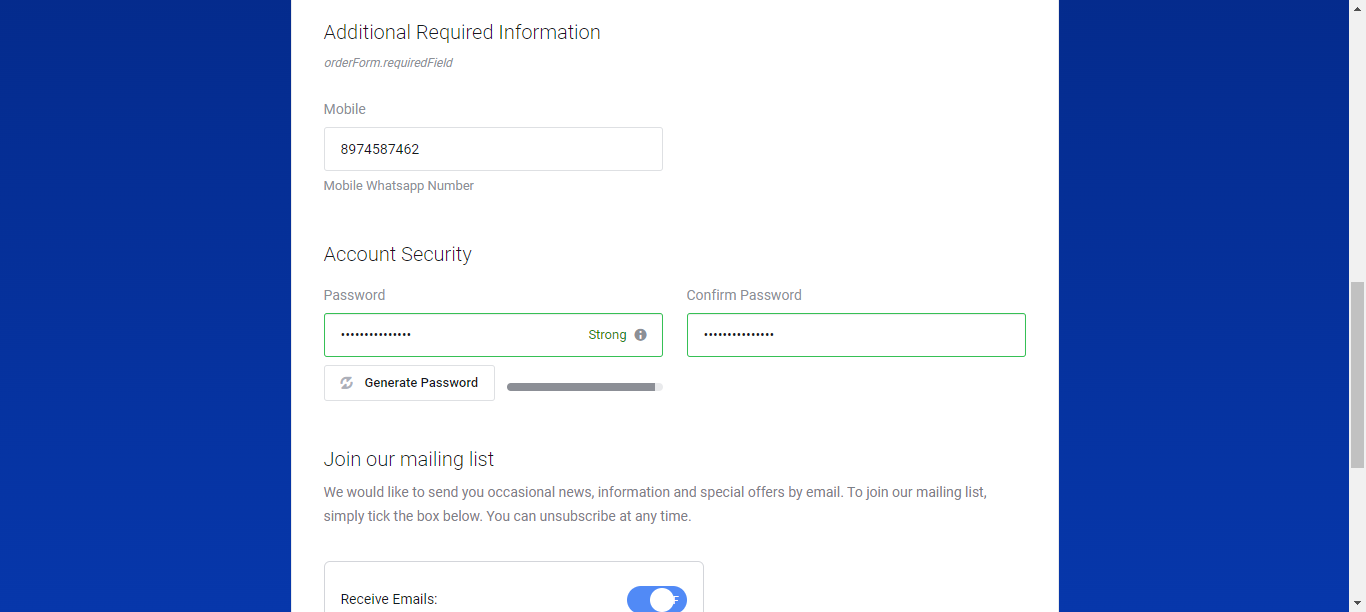 Additional Required Information
orderForm.requiredField
Mobile
8974587462
Mobile Whatsapp Number
Account Security
Password
Confirm Password
••••••••••••••• Strong
•••••••••••••••
Generate Password
Join our mailing list
We would like to send you occasional news, information and special offers by email. To join our mailing list,
simply tick the box below. You can unsubscribe at any time.
Receive Emails: